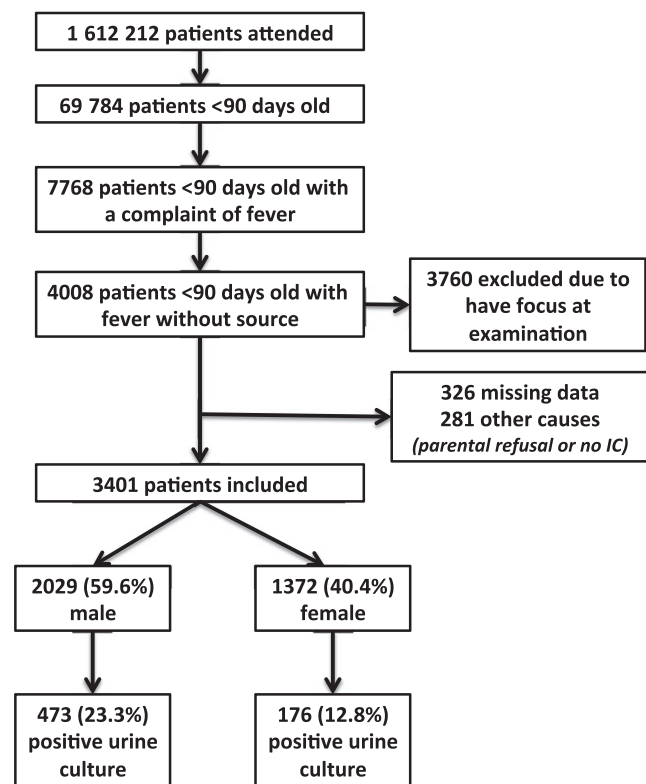 1 612 212 patients attended
69 784 patients <90 days old
7768 patients <90 days old with
a complaint of fever
4008 patients <90 days old with
fever without source
3760 excluded due to
have focus at
examination
326 missing data
281 other causes
(parental refusal or no IC)
3401 patients included
2029 (59.6%)
male
1372 (40.4%)
female
473 (23.3%)
positive urine
culture
176 (12.8%)
positive urine
culture